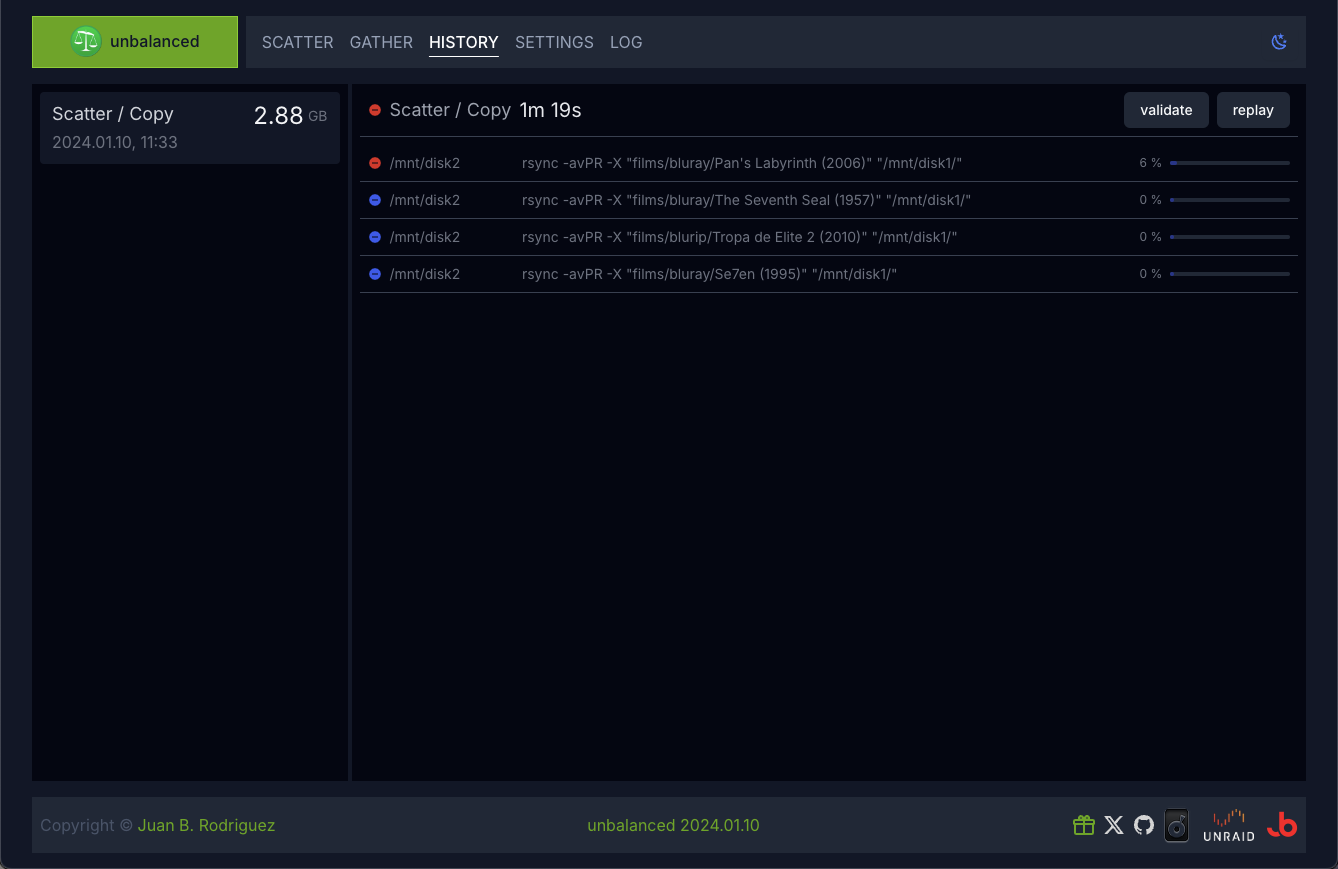 unbalanced
SCATTER GATHER HISTORY SETTINGS LOG
Scatter / Copy 2.88 GB
2024.01.10, 11:33
Scatter / Copy 1m 19s validate replay
/mnt/disk2 rsync -avPR -X "films/bluray/Pan's Labyrinth (2006)" "/mnt/disk1/" 6 %
/mnt/disk2 rsync -avPR -X "films/bluray/The Seventh Seal (1957)" "/mnt/disk1/" 0 %
/mnt/disk2 rsync -avPR -X "films/blurip/Tropa de Elite 2 (2010)" "/mnt/disk1/" 0 %
/mnt/disk2 rsync -avPR -X "films/bluray/Se7en (1995)" "/mnt/disk1/" 0 %
Copyright © Juan B. Rodriguez unbalanced 2024.01.10 UNRAID jb